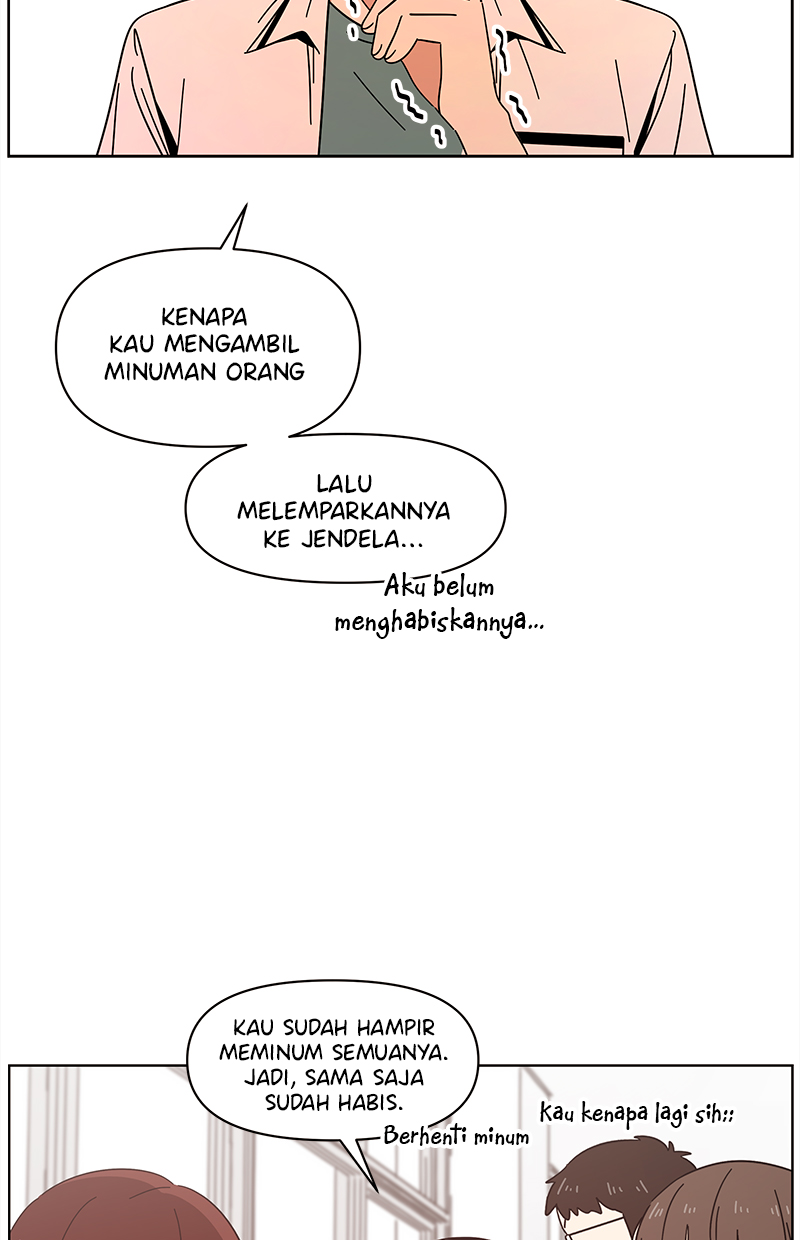 KENAPA
KAU MENGAMBIL
MINUMAN ORANG
LALU
MELEMPARKANNYA
KE JENDELA...
Aku belum
menghabiskannya...
KAU SUDAH HAMPIR
MEMINUM SEMUANYA.
JADI, SAMA SAJA
SUDAH HABIS.
Berhenti minum
Kau kenapa lagi sih;;